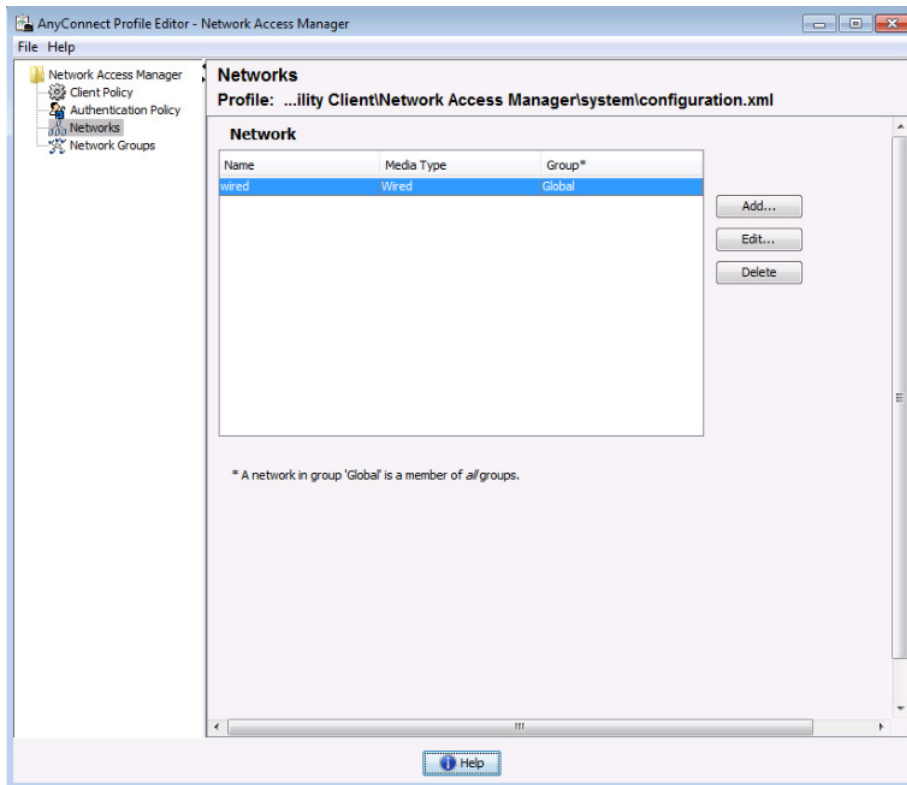 AnyConnect Profile Editor - Network Access Manager
File Help
Network Access Manager
Client Policy
Authentication Policy
Networks
Network Groups
Networks
Profile: ...ility Client\Network Access Manager\system\configuration.xml
Network
Name Media Type Group*
wired Wired Global
Add...
Edit...
Delete
* A network in group 'Global' is a member of all groups.
Help